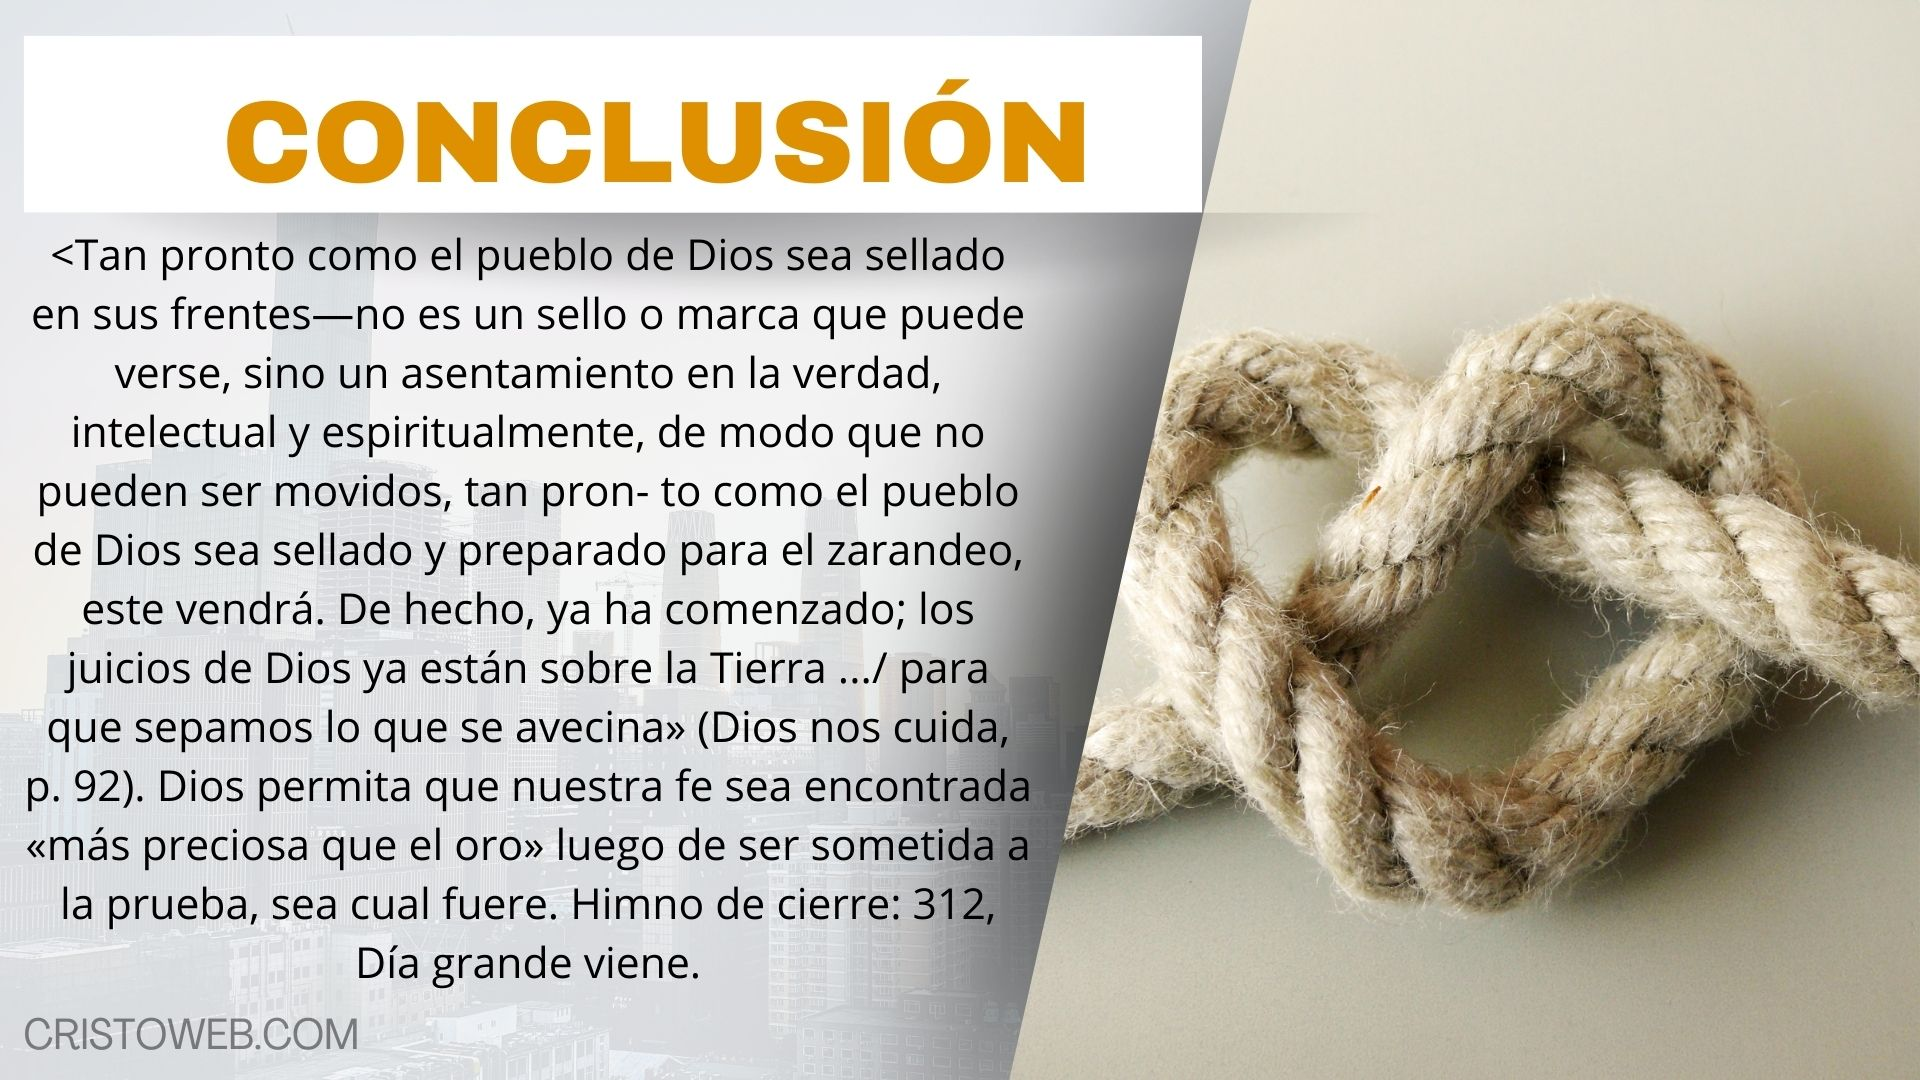 CONCLUSIÓN
<Tan pronto como el pueblo de Dios sea sellado
en sus frentes—no es un sello o marca que puede
verse, sino un asentamiento en la verdad,
intelectual y espiritualmente, de modo que no
pueden ser movidos, tan pron- to como el pueblo
de Dios sea sellado y preparado para el zarandeo,
este vendrá. De hecho, ya ha comenzado; los
juicios de Dios ya están sobre la Tierra .../ para
que sepamos lo que se avecina» (Dios nos cuida,
p. 92). Dios permita que nuestra fe sea encontrada
«más preciosa que el oro» luego de ser sometida a
la prueba, sea cual fuere. Himno de cierre: 312,
Día grande viene.
CRISTOWEB.COM